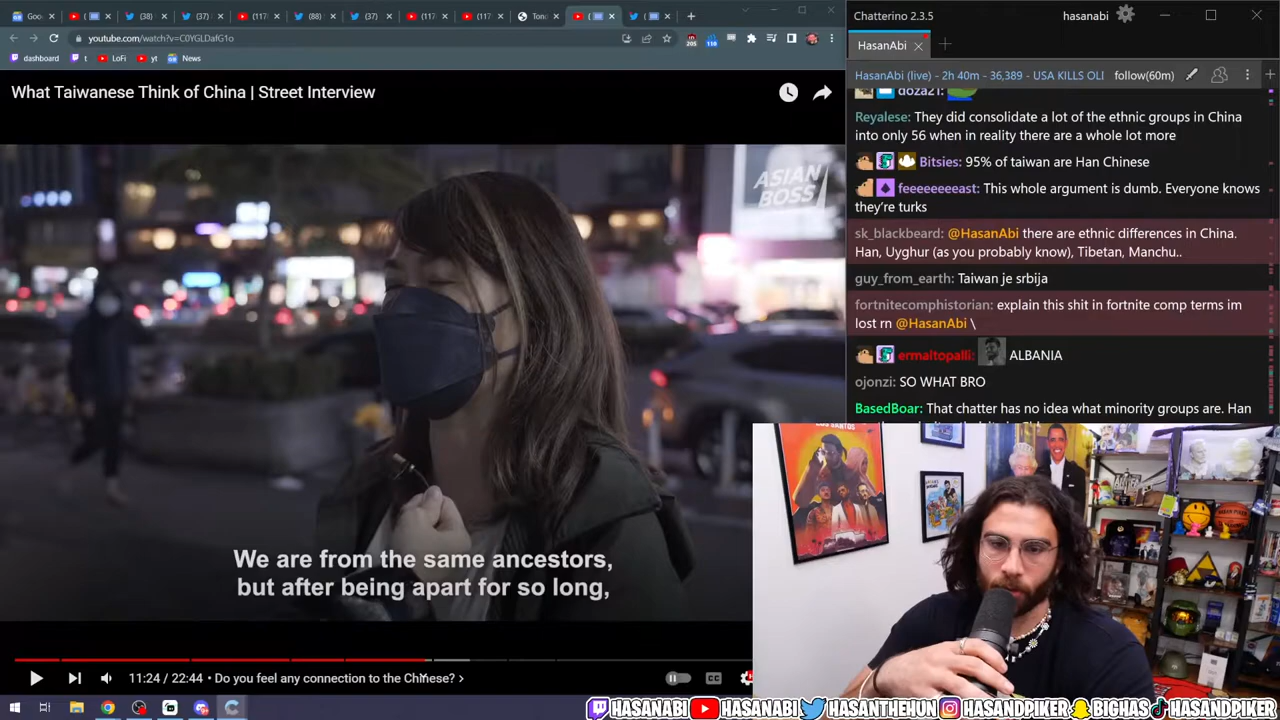 Chatterino 2.3.5
hasanabi
youtube.com/watch?v=C0YGLDafG1o
HasanAbi
dashboard
t
LoFi
yt
News
HasanAbi (live) - 2h 40m - 36,389 - USA KILLS OLI
follow(60m)
What Taiwanese Think of China | Street Interview
doza21:
Reyalese: They did consolidate a lot of the ethnic groups in China
into only 56 when in reality there are a whole lot more
Bitsies: 95% of taiwan are Han Chinese
feeeeeeeeast: This whole argument is dumb. Everyone knows
they're turks
sk_blackbeard: @HasanAbi there are ethnic differences in China.
Han, Uyghur (as you probably know), Tibetan, Manchu..
guy_from_earth: Taiwan je srbija
fortnitecomphistorian: explain this shit in fortnite comp terms im
lost rn @HasanAbi \
ermaltopalli: ALBANIA
ojonzi: SO WHAT BRO
BasedBoar: That chatter has no idea what minority groups are. Han
ASIAN
BOSS
We are from the same ancestors,
but after being apart for so long,
11:24 / 22:44 • Do you feel any connection to the Chinese? >
CC
HASANABI
HASANABI
HASANTHEHUN
HASANDPIKER
BIGHAS
HASANDPIKER